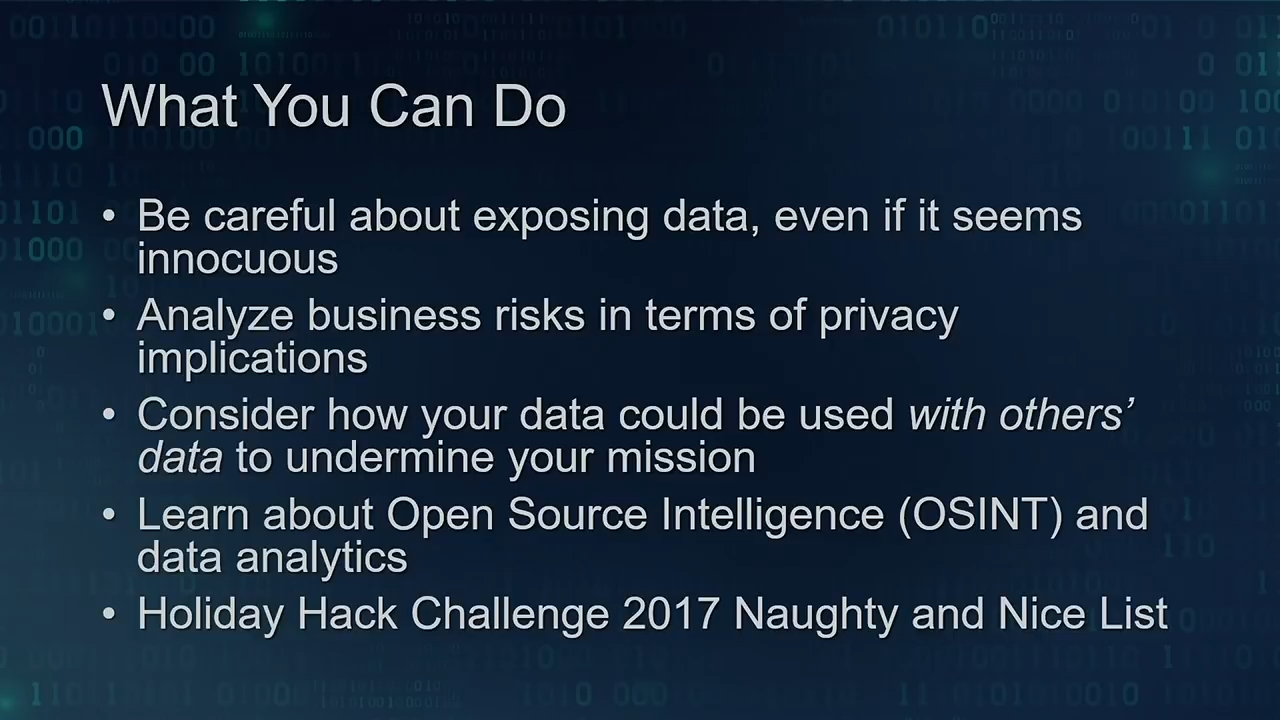 What You Can Do
• Be careful about exposing data, even if it seems
innocuous
• Analyze business risks in terms of privacy
implications
• Consider how your data could be used with others’
data to undermine your mission
• Learn about Open Source Intelligence (OSINT) and
data analytics
• Holiday Hack Challenge 2017 Naughty and Nice List